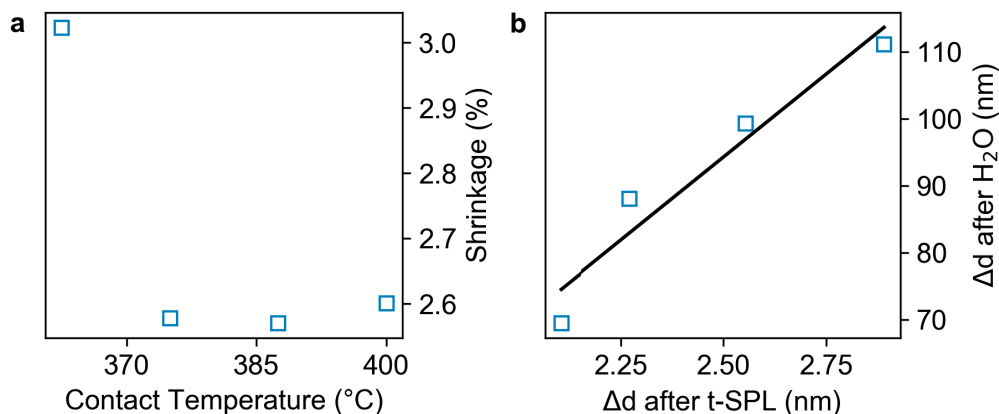 a
3.0
2.9
2.8
2.7
2.6
Shrinkage (%)
370
385
400
Contact Temperature (°C)
b
110
100
90
80
70
Δd after H₂O (nm)
2.25
2.50
2.75
Δd after t-SPL (nm)